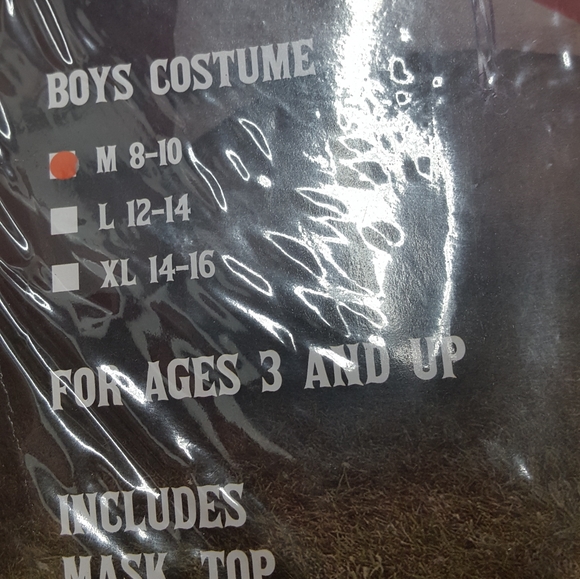 BOYS COSTUME
M 8-10
L 12-14
XL 14-16
FOR AGES 3 AND UP
INCLUDES
MASK, TOP